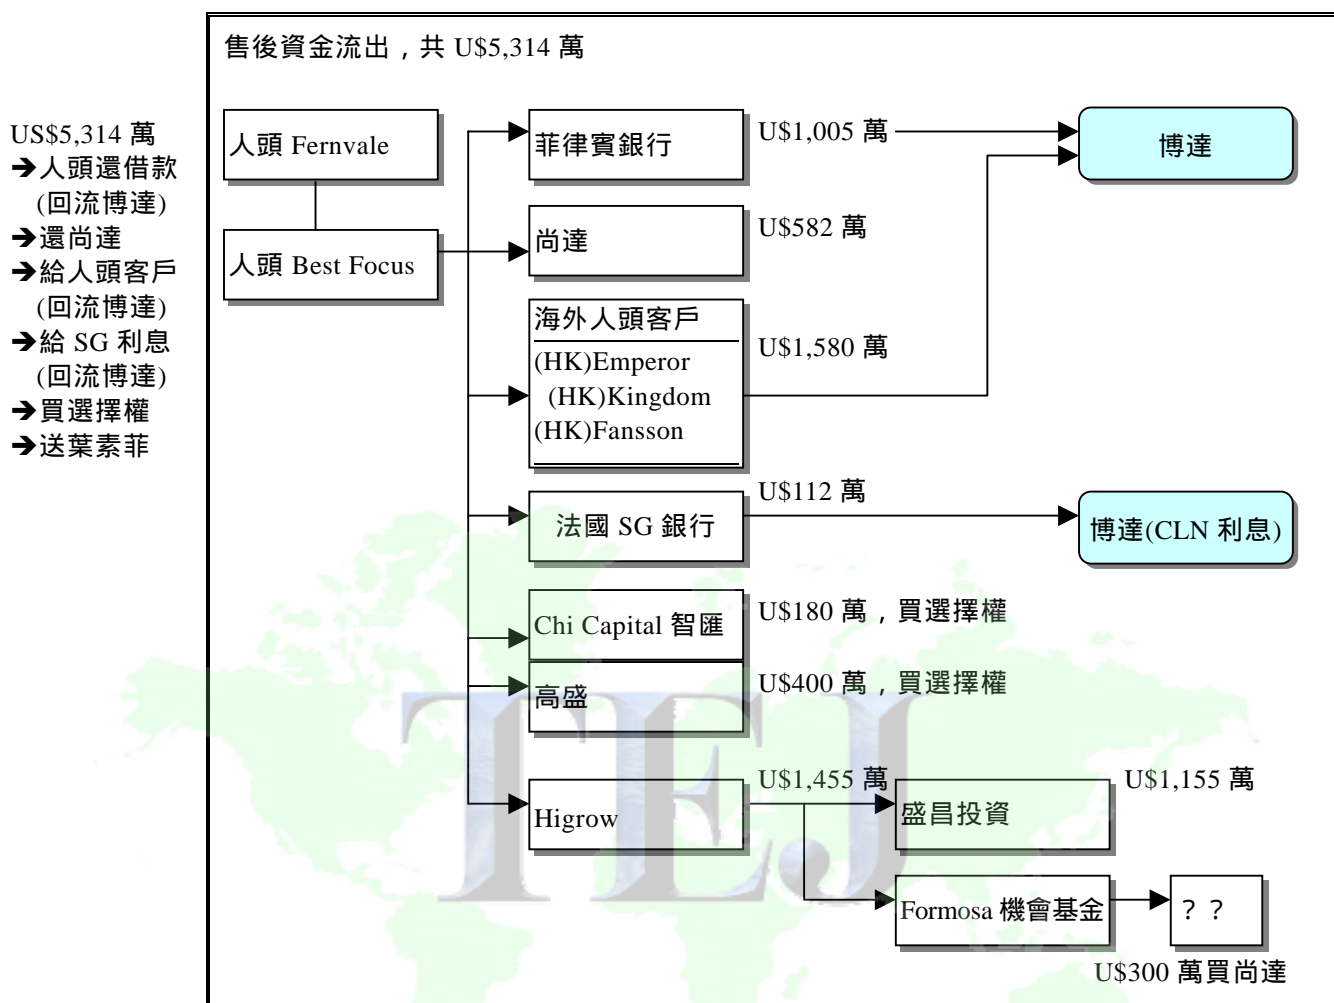 售後資金流出，共 U$5,314 萬
US$5,314 萬
➔人頭還借款
(回流博達)
➔還尚達
➔給人頭客戶
(回流博達)
➔給 SG 利息
(回流博達)
➔買選擇權
➔送葉素菲
人頭 Fernvale
人頭 Best Focus
菲律賓銀行
U$1,005 萬
博達
尚達
U$582 萬
海外人頭客戶
(HK)Emperor
(HK)Kingdom
(HK)Fansson
U$1,580 萬
法國 SG 銀行
U$112 萬
博達(CLN 利息)
Chi Capital 智匯
U$180 萬，買選擇權
高盛
U$400 萬，買選擇權
Higrow
U$1,455 萬
盛昌投資
U$1,155 萬
Formosa 機會基金
？？
U$300 萬買尚達
TEJ